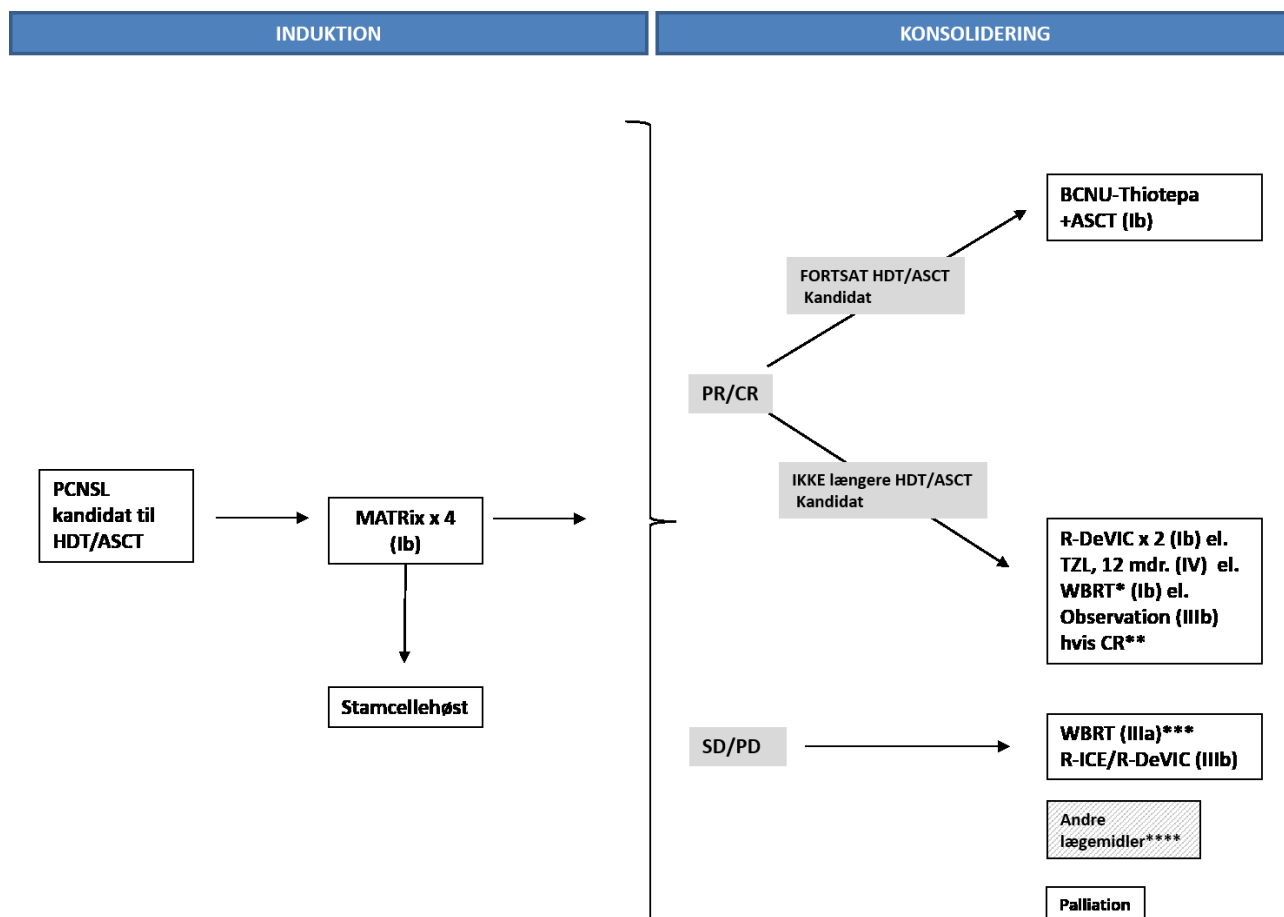 INDUKTION
KONSOLIDERING
BCNU-Thiotepa
+ASCT (Ib)
FORTSAT HDT/ASCT
Kandidat
PR/CR
IKKE længere HDT/ASCT
Kandidat
PCNSL
kandidat til
HDT/ASCT
MATRix x 4
(Ib)
R-DeVIC x 2 (Ib) el.
TZL, 12 mdr. (IV) el.
WBRT* (Ib) el.
Observation (IIIb)
hvis CR**
Stamcellehøst
SD/PD
WBRT (IIIa)***
R-ICE/R-DeVIC (IIIb)
Andre
lægemidler****
Palliation